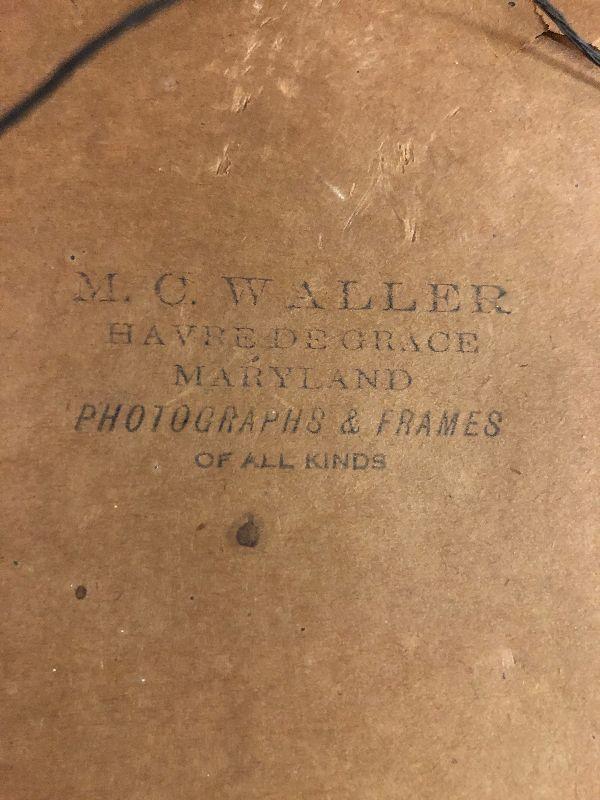 M. C. WALLER
HAVRE DE GRACE
MARYLAND
PHOTOGRAPHS & FRAMES
OF ALL KINDS